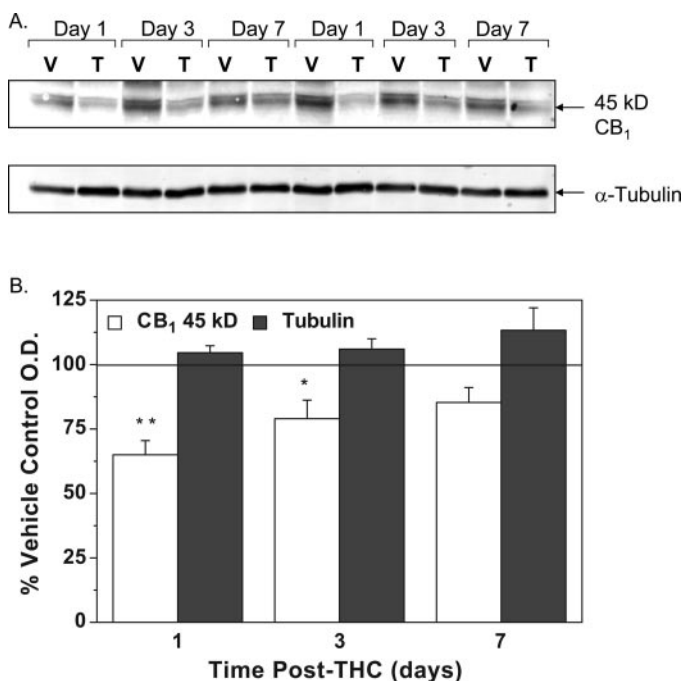 A.
Day 1 Day 3 Day 7 Day 1 Day 3 Day 7
V T V T V T V T V T V T
45 kD
CB₁
α-Tubulin
B.
125
CB₁ 45 kD Tubulin
100
*
* *
75
50
25
0
1 3 7
% Vehicle Control O.D.
Time Post-THC (days)